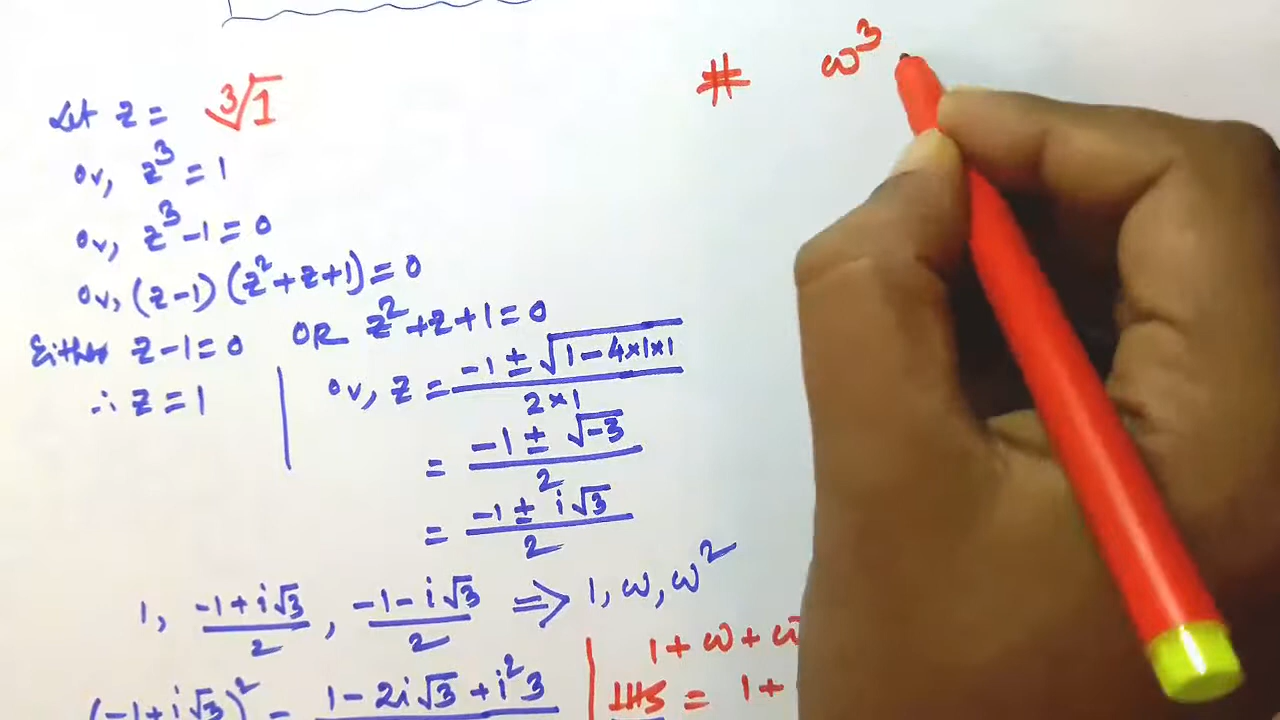 Let z = ∛1
or, z³ = 1
or, z³ - 1 = 0
or, (z-1) (z² + z + 1) = 0
Either z - 1 = 0 OR z² + z + 1 = 0
∴ z = 1
or, z = (-1 ± √(1 - 4×1×1)) / (2×1)
= (-1 ± √-3) / 2
= (-1 ± i√3) / 2
1, (-1 + i√3)/2, (-1 - i√3)/2 => 1, ω, ω²
(-1 + i√3)² = 1 - 2i√3 + i²3
# ω³
1 + ω + ω
LHS = 1 +